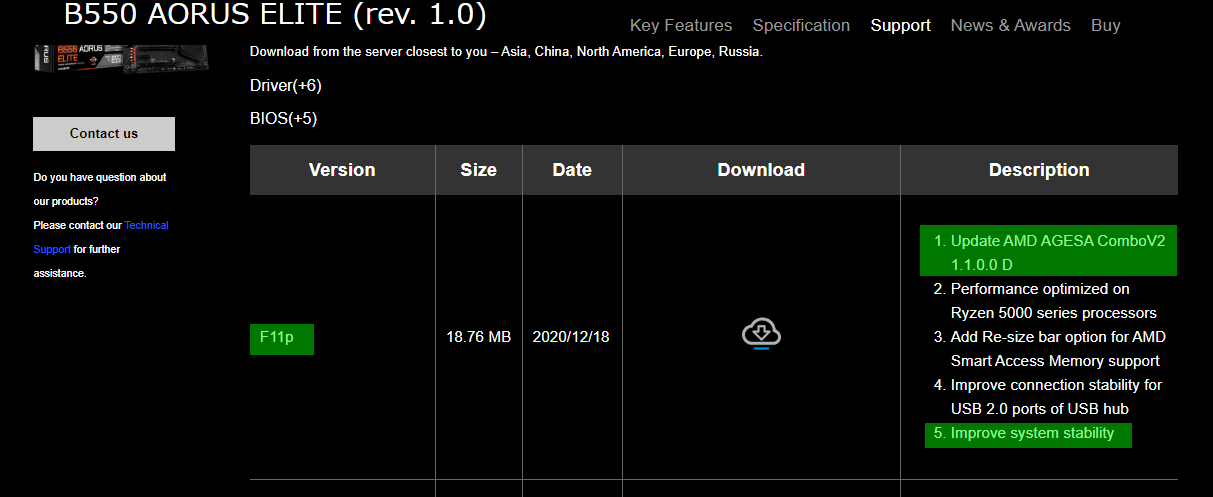 B550 AORUS ELITE (rev. 1.0)
Key Features Specification Support News & Awards Buy
AORUS
ELITE
Download from the server closest to you – Asia, China, North America, Europe, Russia.
Driver(+6)
BIOS(+5)
Contact us
Do you have question about
our products?
Please contact our Technical
Support for further
assistance.
Version Size Date Download Description
F11p 18.76 MB 2020/12/18
1. Update AMD AGESA ComboV2
1.1.0.0 D
2. Performance optimized on
Ryzen 5000 series processors
3. Add Re-size bar option for AMD
Smart Access Memory support
4. Improve connection stability for
USB 2.0 ports of USB hub
5. Improve system stability